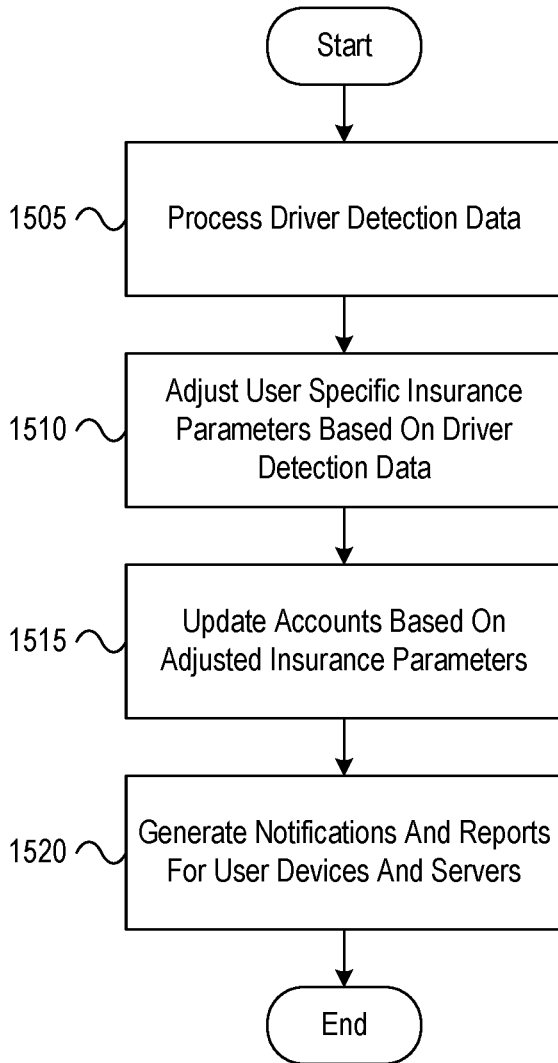 Start
1505
Process Driver Detection Data
1510
Adjust User Specific Insurance
Parameters Based On Driver
Detection Data
1515
Update Accounts Based On
Adjusted Insurance Parameters
1520
Generate Notifications And Reports
For User Devices And Servers
End